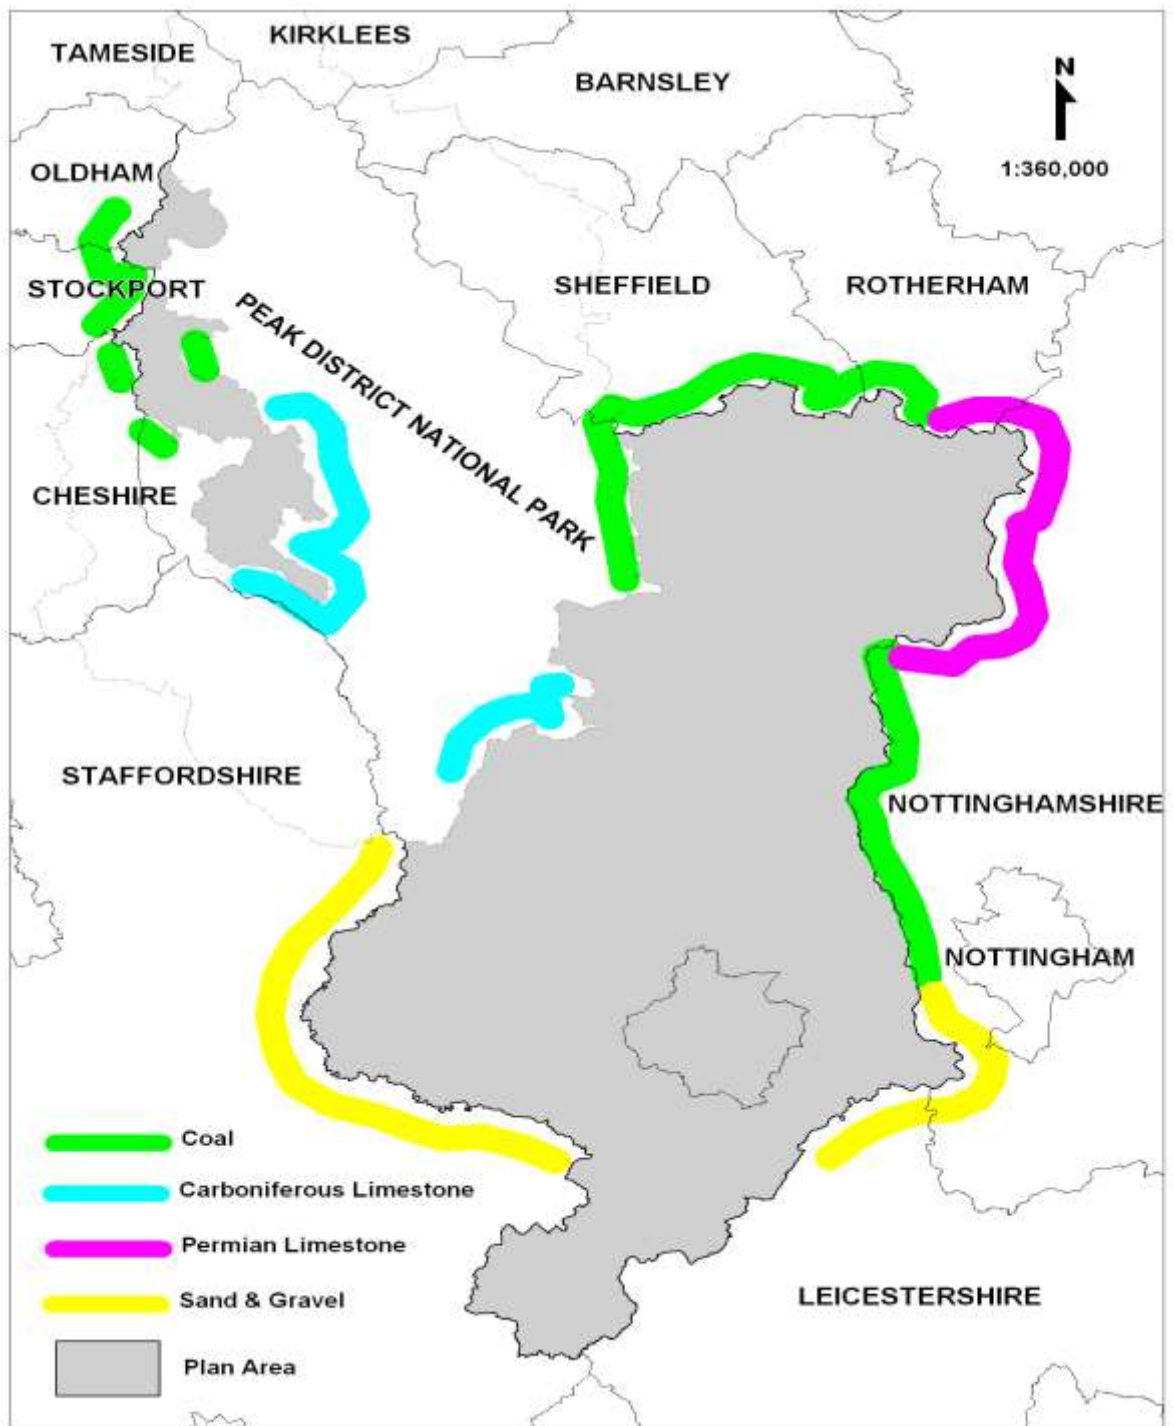 KIRKLEES
TAMESIDE
BARNSLEY
N
1:360,000
OLDHAM
STOCKPORT
SHEFFIELD
ROTHERHAM
PEAK DISTRICT NATIONAL PARK
CHESHIRE
STAFFORDSHIRE
NOTTINGHAMSHIRE
NOTTINGHAM
Coal
Carboniferous Limestone
Permian Limestone
Sand & Gravel
LEICESTERSHIRE
Plan Area